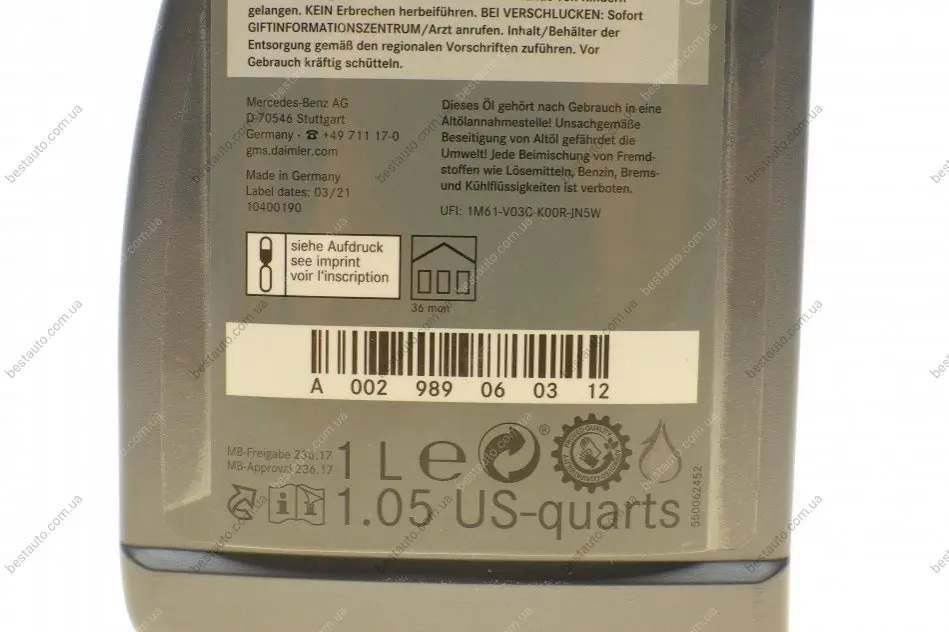 gelangen. KEIN Erbrechen herbeiführen. BEI VERSCHLUCKEN: Sofort
GIFTINFORMATIONSZENTRUM/Arzt anrufen. Inhalt/Behälter der
Entsorgung gemäß den regionalen Vorschriften zuführen. Vor
Gebrauch kräftig schütteln.
Mercedes-Benz AG
D-70546 Stuttgart
Germany · ☎ +49 711 17-0
gms.daimler.com
Made in Germany
Label dates: 03/21
10400190
Dieses Öl gehört nach Gebrauch in eine
Altölannahmestelle! Unsachgemäße
Beseitigung von Altöl gefährdet die
Umwelt! Jede Beimischung von Fremd-
stoffen wie Lösemitteln, Benzin, Brems-
und Kühlflüssigkeiten ist verboten.
UFI: 1M61-V03C-K00R-JN5W
siehe Aufdruck
see imprint
voir l'inscription
36 mon
A 002 989 06 03 12
MB-Freigabe 236.17
MB-Approval 236.17
1 L e
®
1.05 US-quarts
550062452
bestauto.com.ua